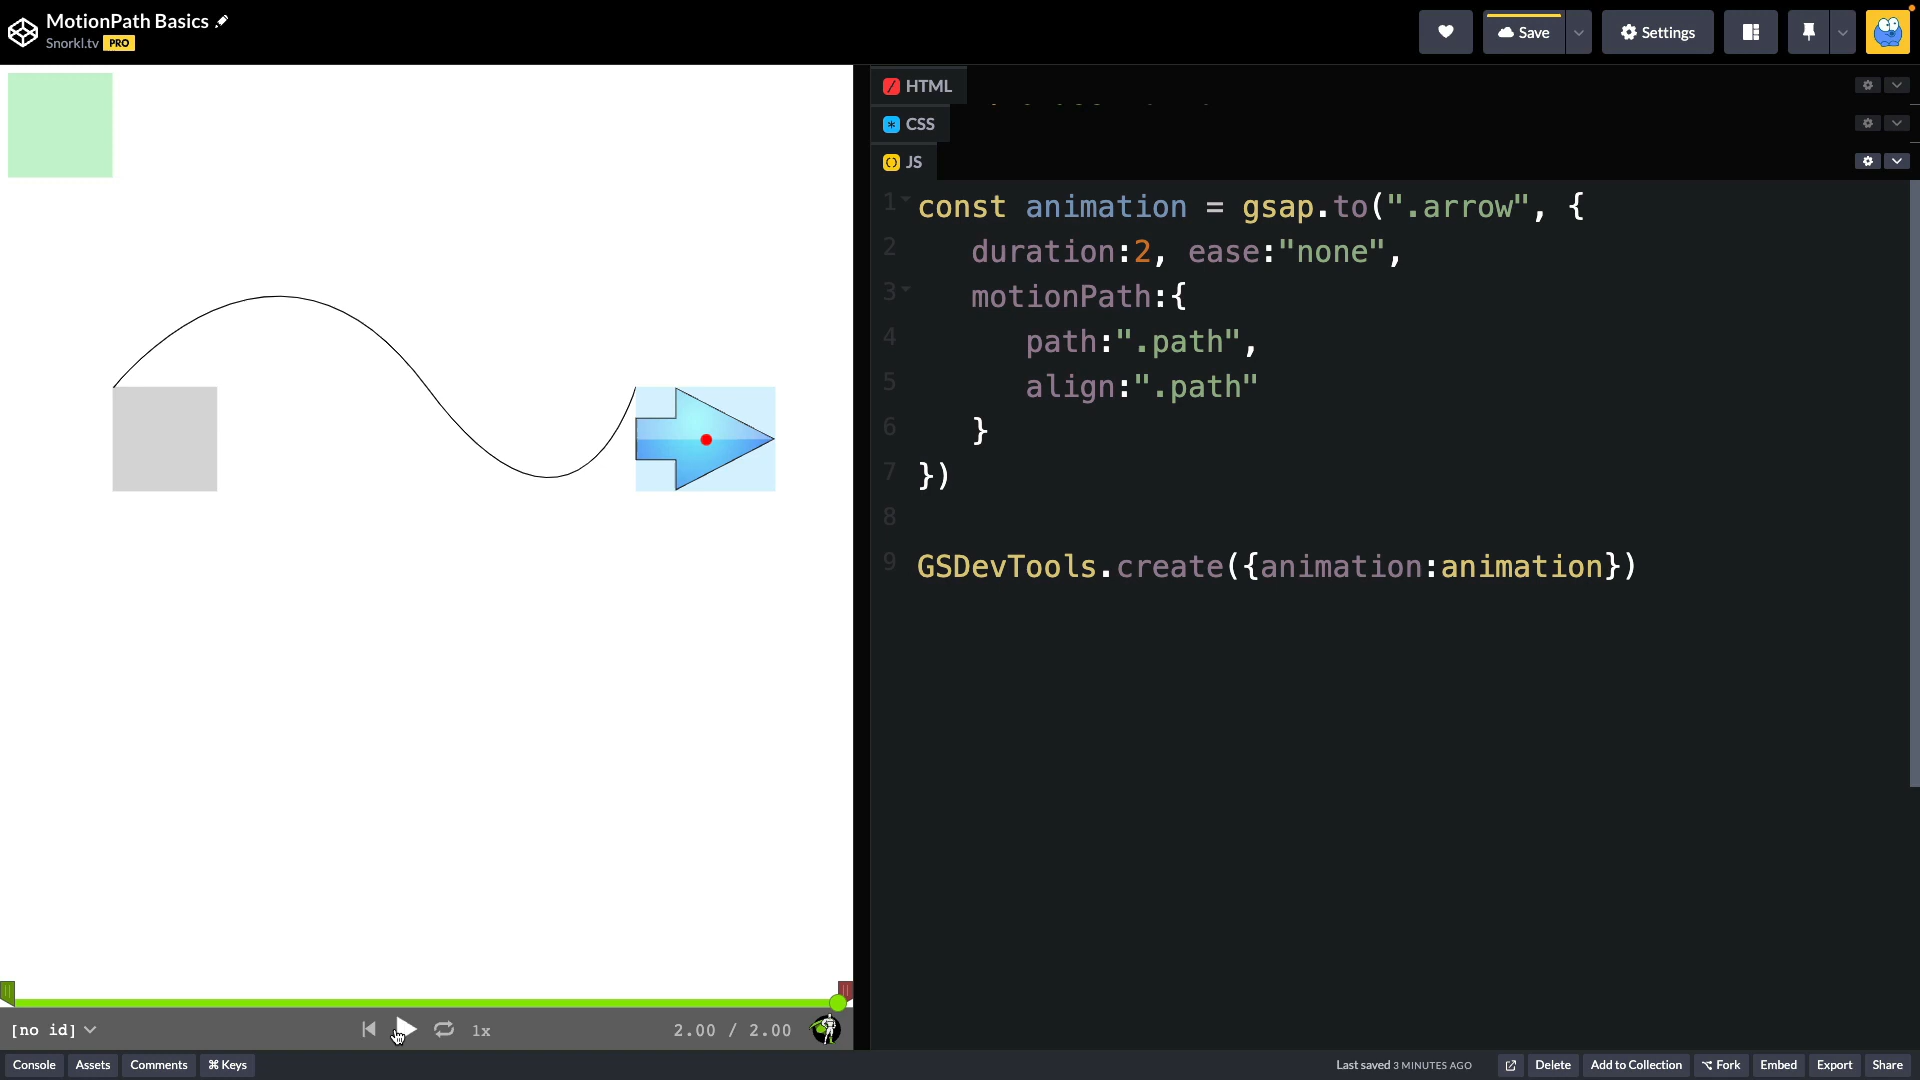 MotionPath Basics
Snorkl.tv PRO
Save
Settings
HTML
CSS
JS
1 const animation = gsap.to(".arrow", {
2 duration:2, ease:"none",
3 motionPath:{
4 path:".path",
5 align:".path"
6 }
7 })
8
9 GSDevTools.create({animation:animation})
[no id] 1x 2.00 / 2.00
Console Assets Comments ⌘ Keys Last saved 3 MINUTES AGO Delete Add to Collection Fork Embed Export Share